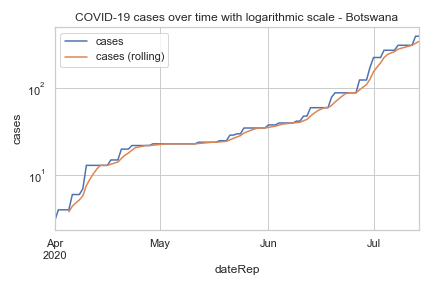 COVID-19 cases over time with logarithmic scale - Botswana
cases
cases (rolling)
10²
10¹
cases
Apr
2020
May
Jun
Jul
dateRep